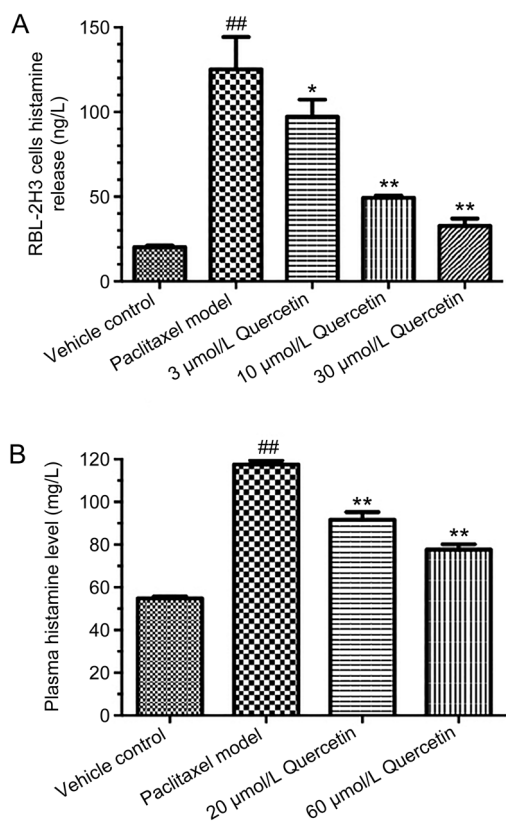 A
RBL-2H3 cells histamine
release (ng/L)
150
100
50
0
##
*
**
**
Vehicle control
Paclitaxel model
3 µmol/L Quercetin
10 µmol/L Quercetin
30 µmol/L Quercetin
B
Plasma histamine level (mg/L)
120
100
80
60
40
20
0
##
**
**
Vehicle control
Paclitaxel model
20 µmol/L Quercetin
60 µmol/L Quercetin